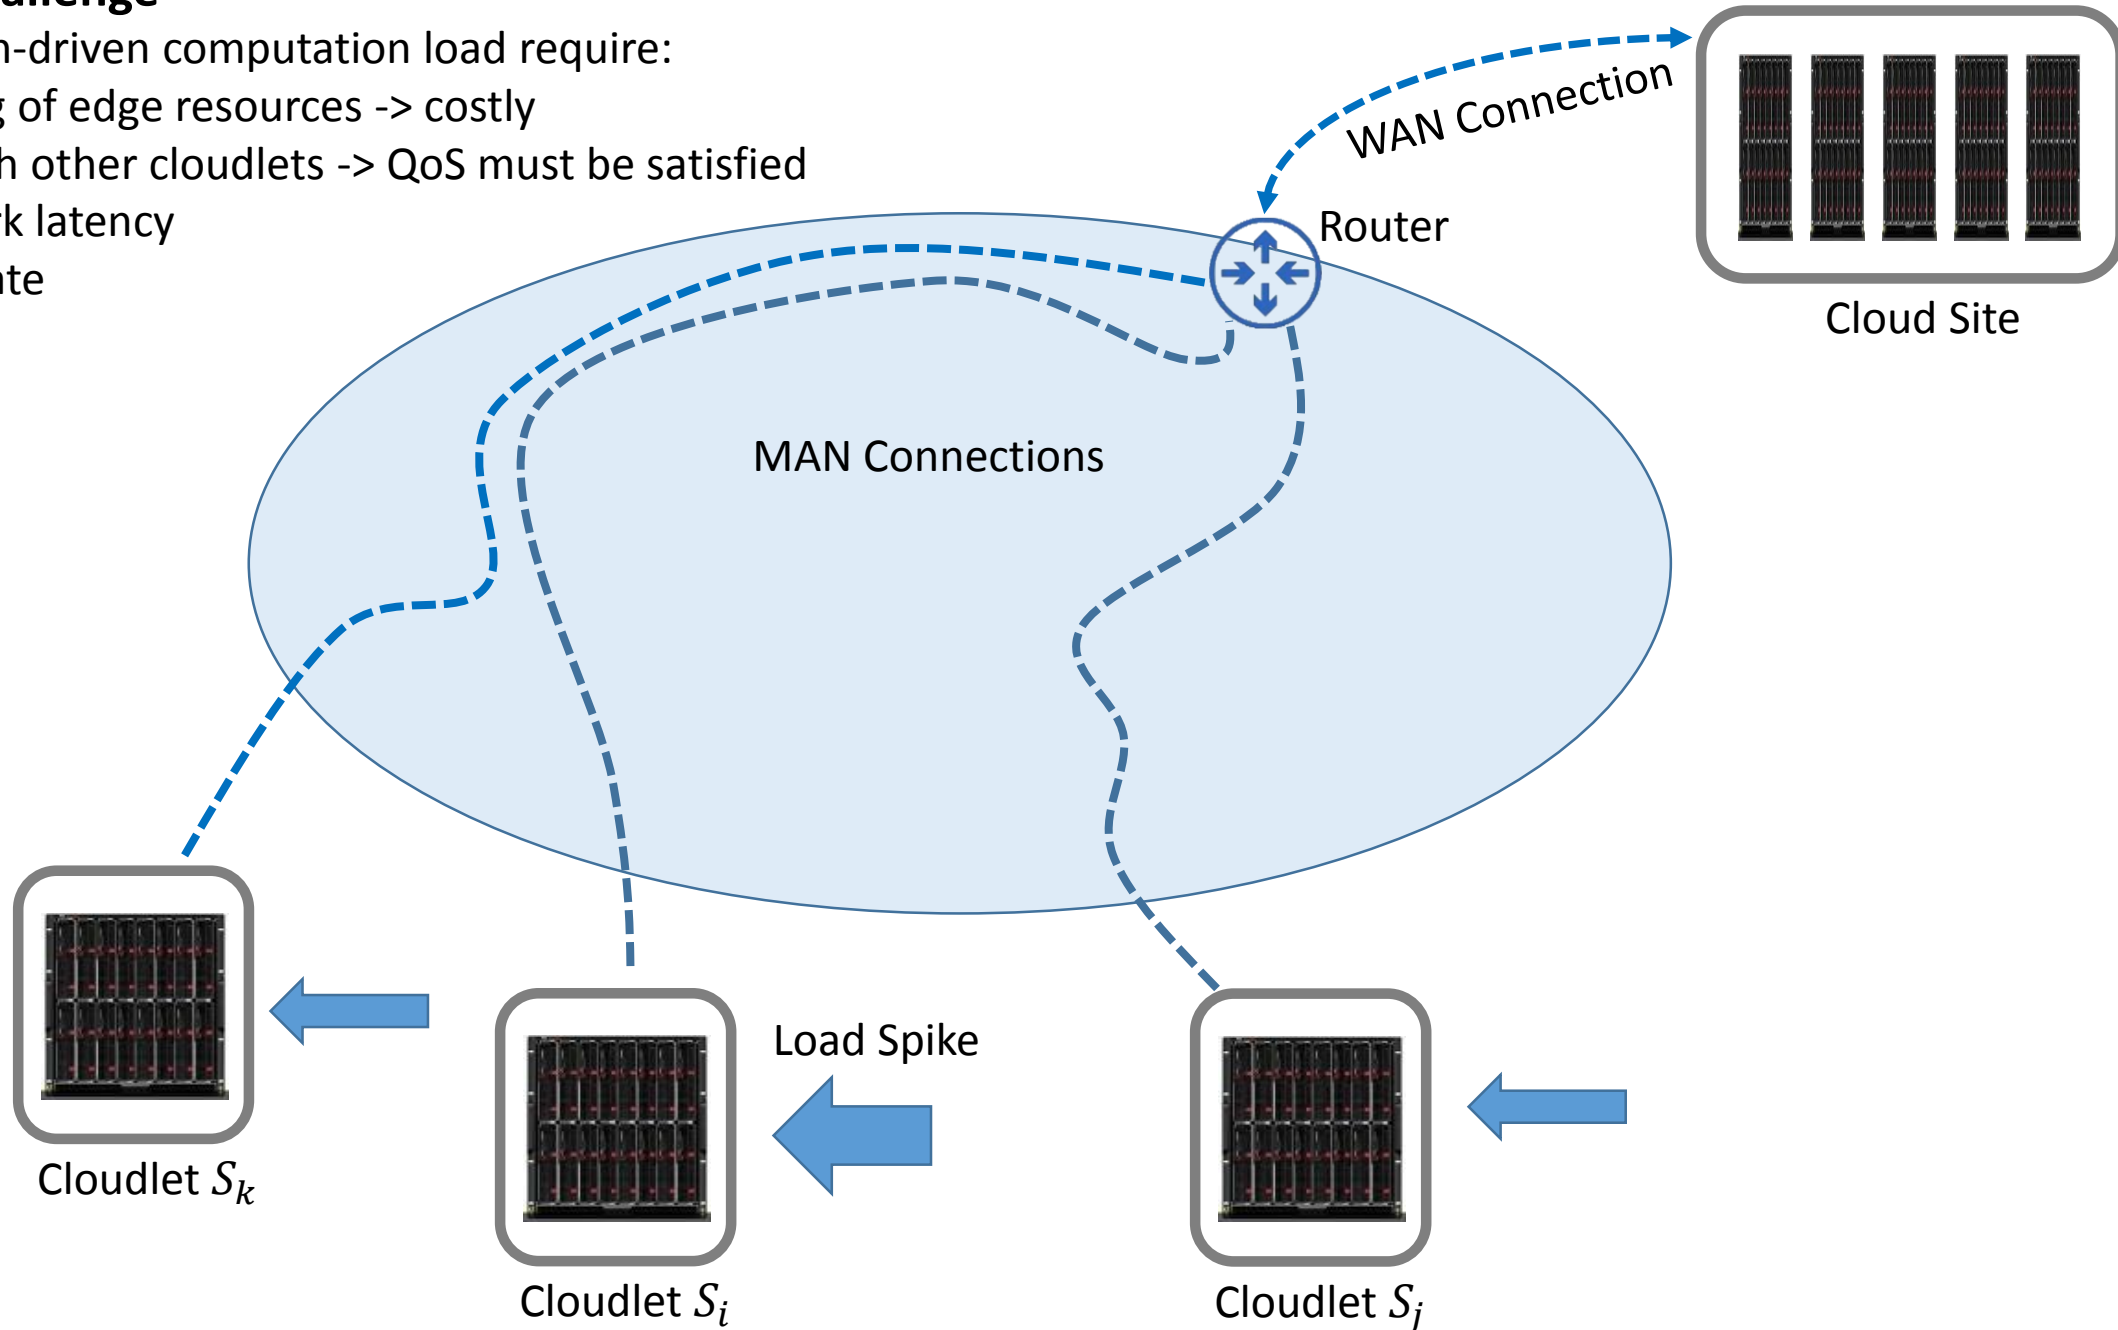 n-driven computation load require:
g of edge resources -> costly
h other cloudlets -> QoS must be satisfied
rk latency
WAN Connection
Router
Cloud Site
MAN Connections
Load Spike
Cloudlet S_k
Cloudlet S_i
Cloudlet S_j